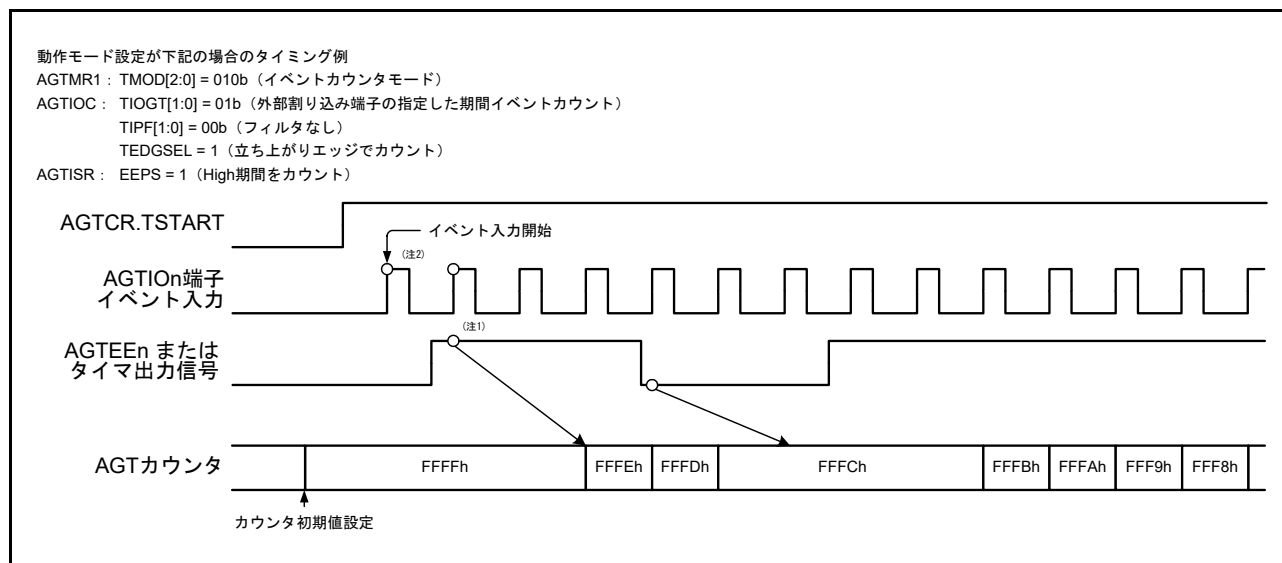 動作モード設定が下記の場合のタイミング例
AGTMR1： TMOD[2:0] = 010b（イベントカウンタモード）
AGTIOC： TIOGT[1:0] = 01b（外部割り込み端子の指定した期間イベントカウント）
TIPF[1:0] = 00b（フィルタなし）
TEDGSEL = 1（立ち上がりエッジでカウント）
AGTISR： EEPS = 1（High期間をカウント）
AGTCR.TSTART
イベント入力開始
（注2）
AGTIOn端子
イベント入力
（注1）
AGTEEn または
タイマ出力信号
AGTカウンタ
FFFFh
FFFEh
FFFDh
FFFCh
FFFBh
FFFAh
FFF9h
FFF8h
カウンタ初期値設定